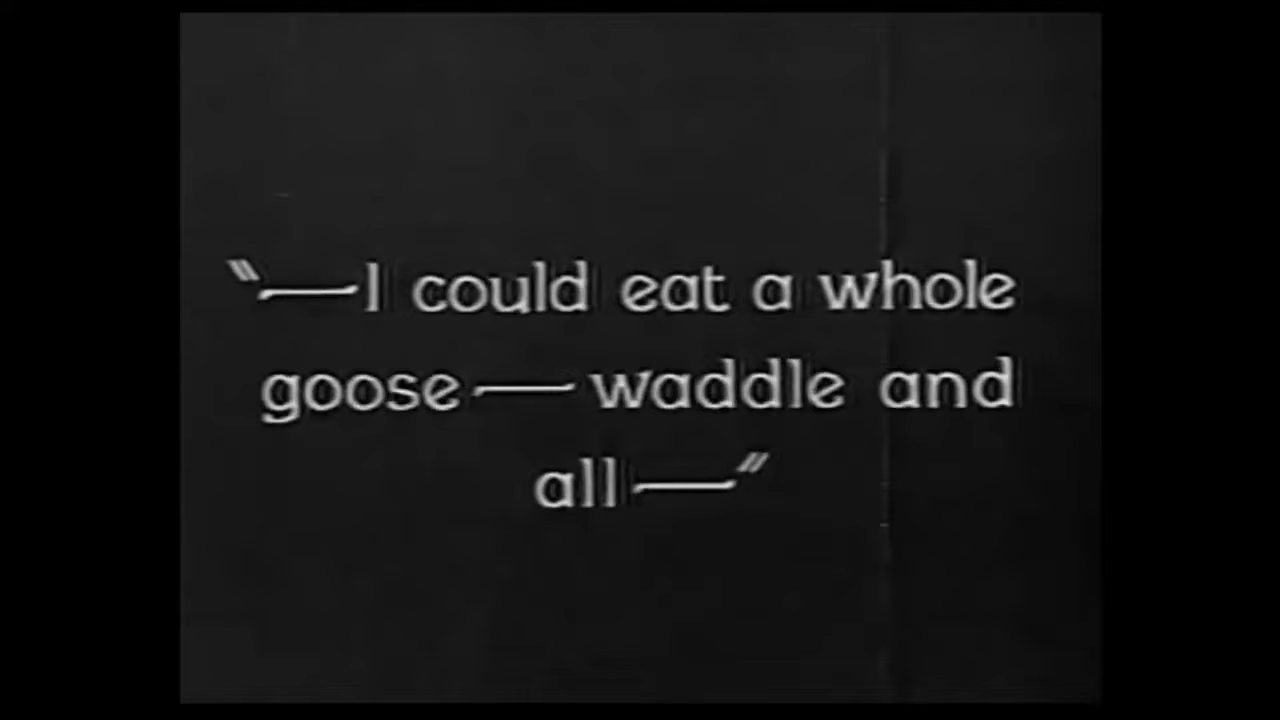 "—I could eat a whole
goose— waddle and
all—"